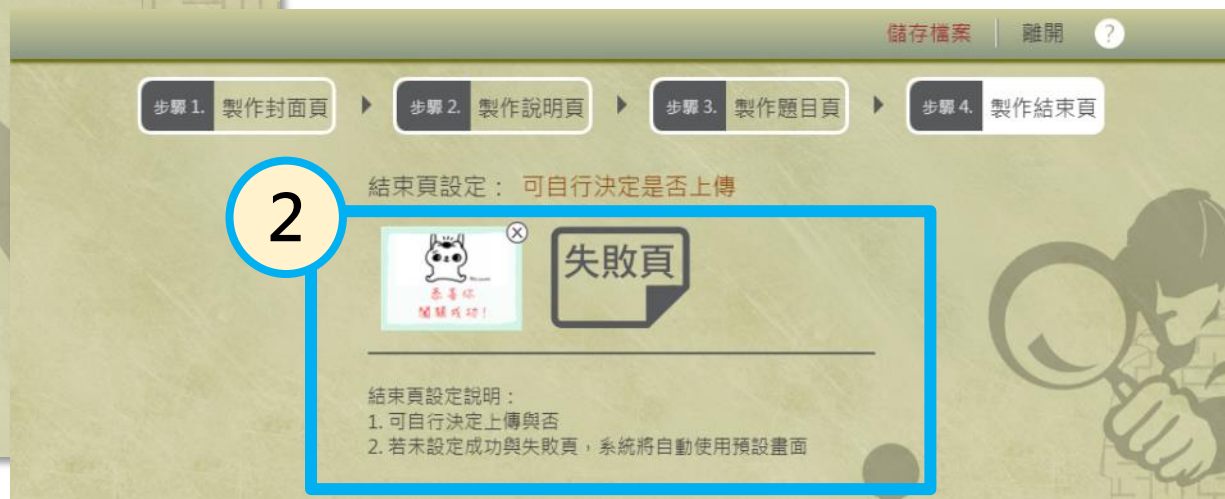 儲存檔案 離開 ?
步驟 1. 製作封面頁 步驟 2. 製作說明頁 步驟 3. 製作題目頁 步驟 4. 製作結束頁
結束頁設定： 可自行決定是否上傳
2
恭喜你
闖關成功!
失敗頁
結束頁設定說明：
1. 可自行決定上傳與否
2. 若未設定成功與失敗頁，系統將自動使用預設畫面